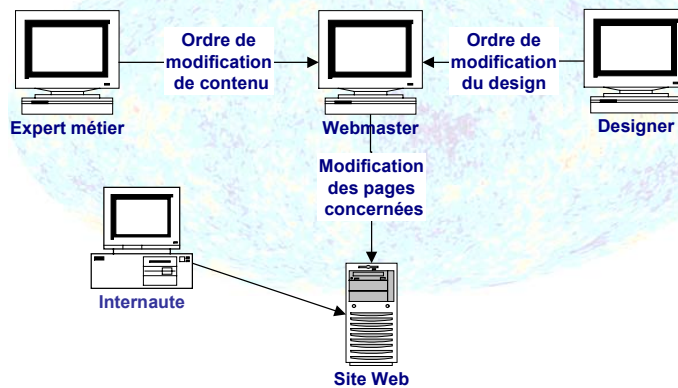 Ordre de
modification
de contenu
Ordre de
modification
du design
Expert métier
Webmaster
Designer
Modification
des pages
concernées
Internaute
Site Web